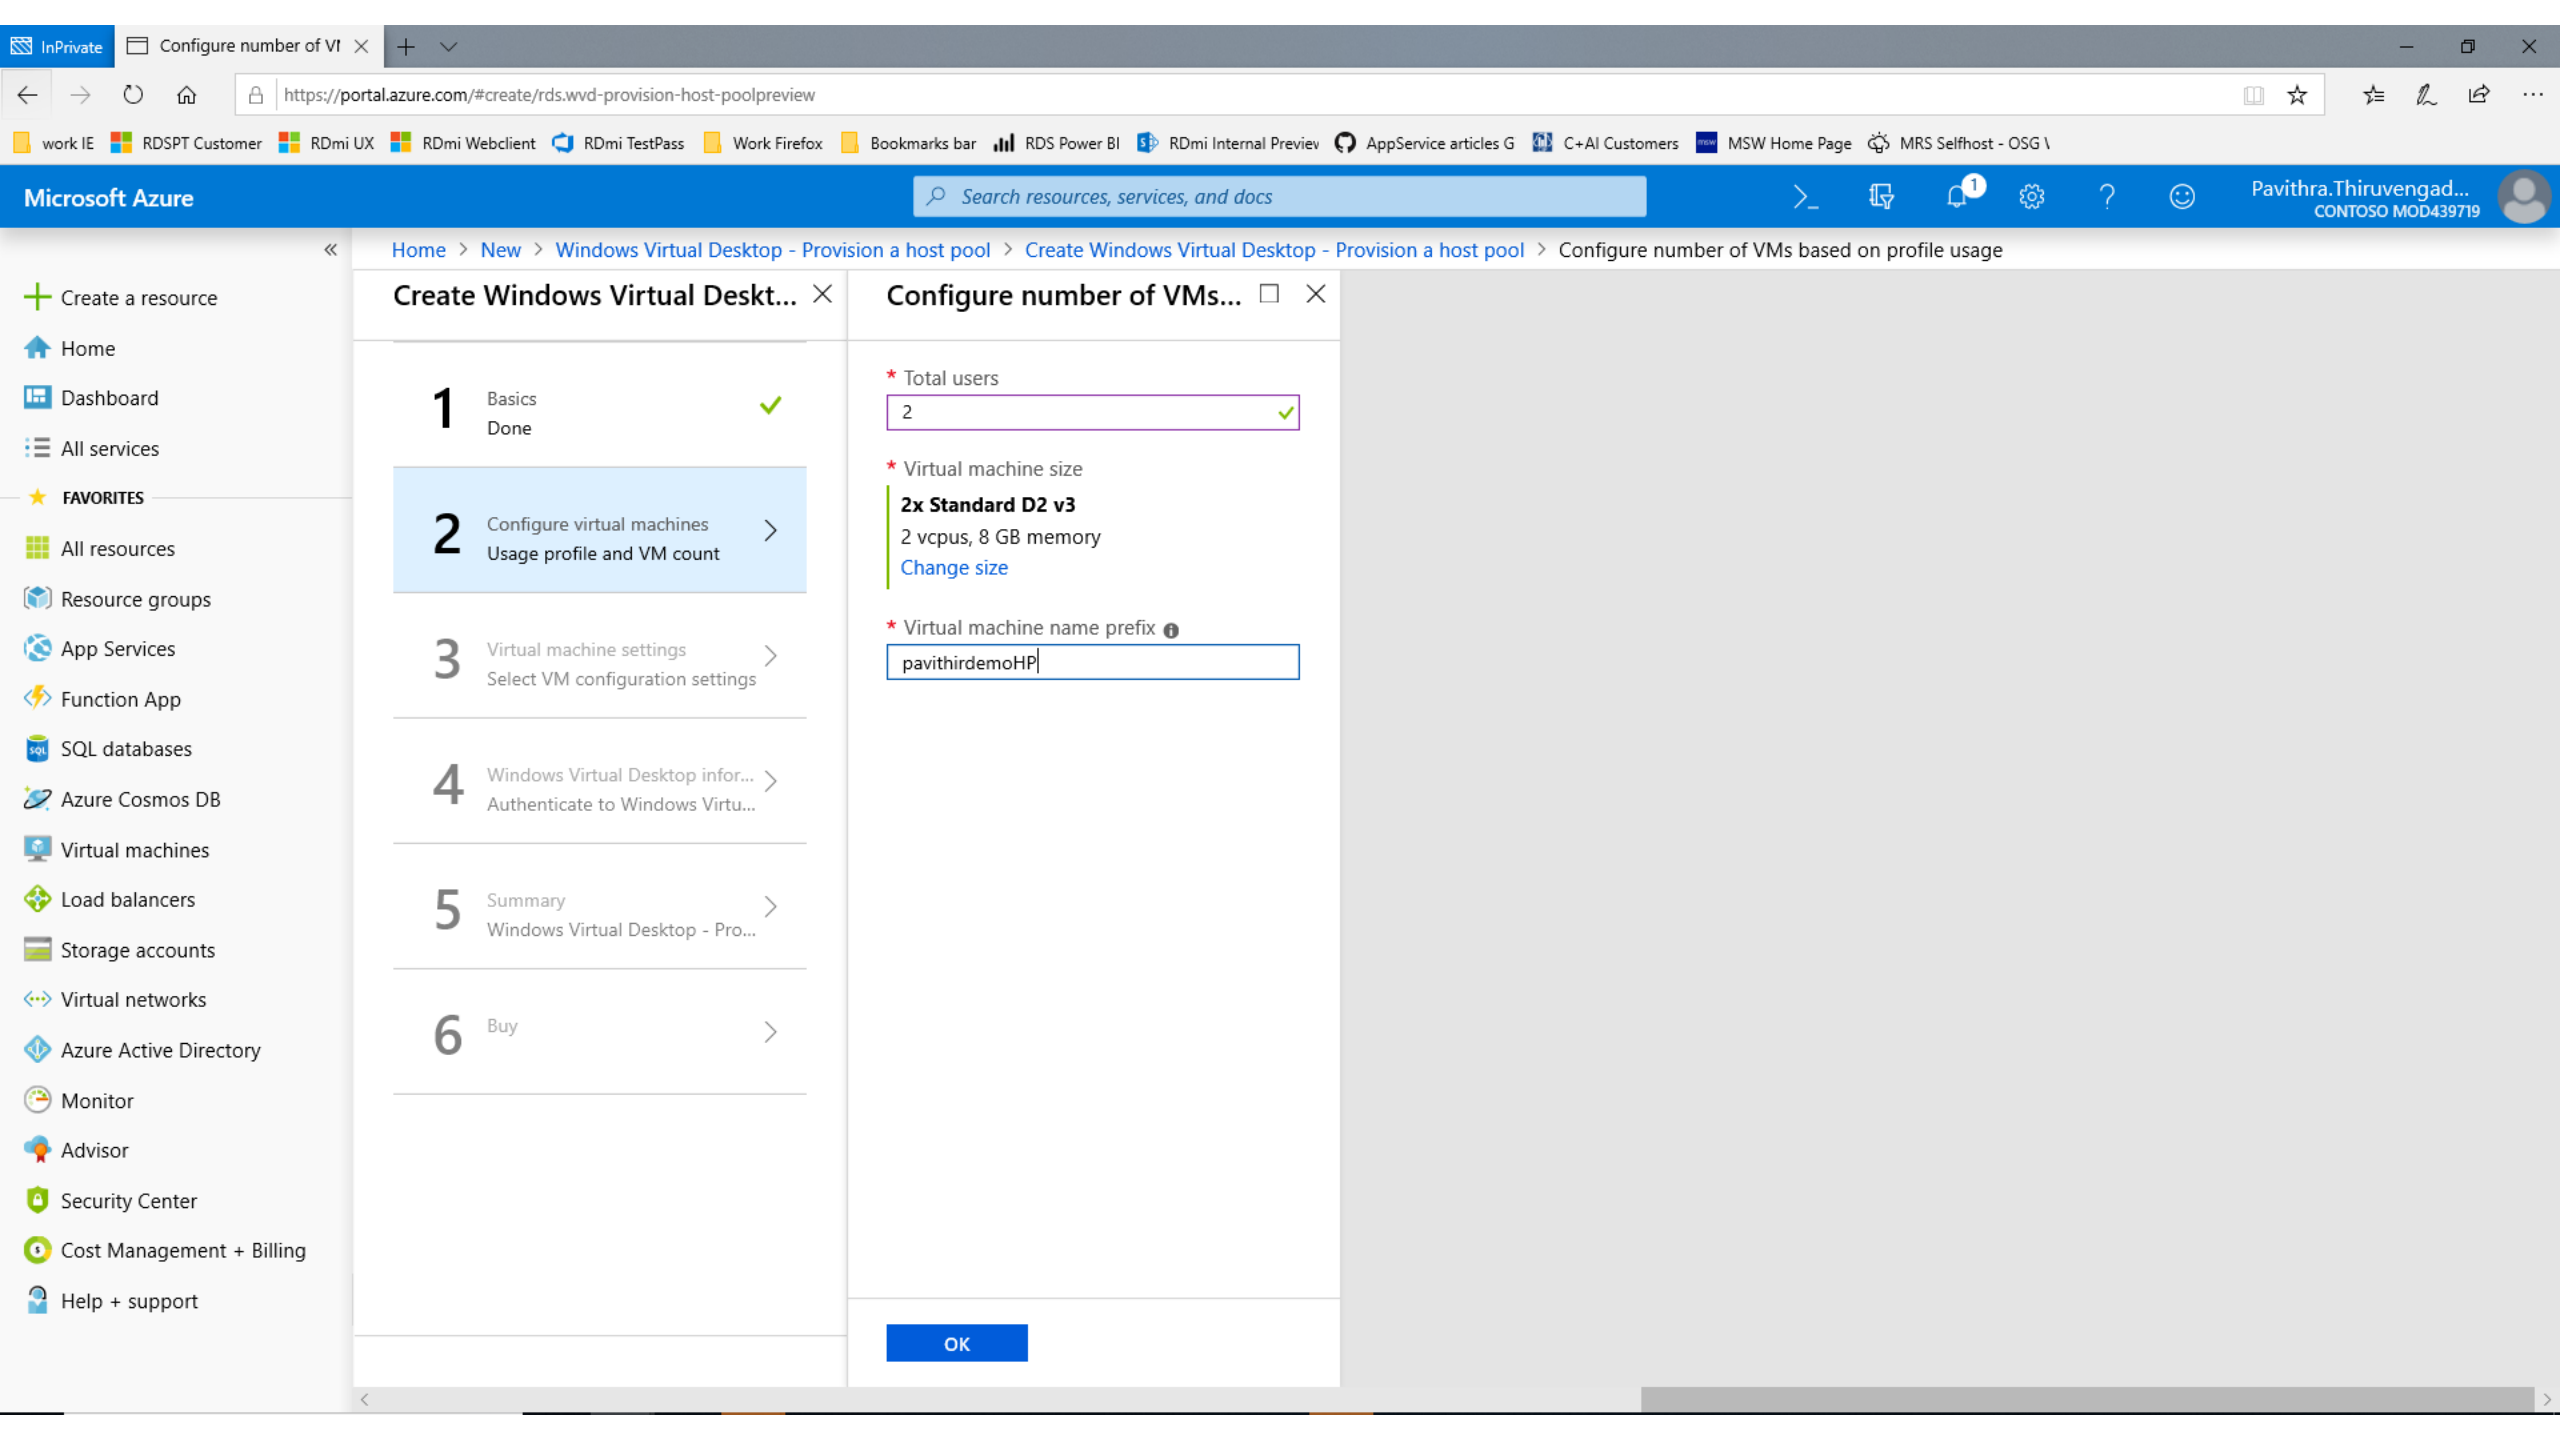 InPrivate
Configure number of VI
https://portal.azure.com/#create/rds.wvd-provision-host-poolpreview
work IE
RDSPT Customer
RDmi UX
RDmi Webclient
RDmi TestPass
Work Firefox
Bookmarks bar
RDS Power BI
RDmi Internal Preview
AppService articles G
C+AI Customers
MSW Home Page
MRS Selfhost - OSG \
Microsoft Azure
Search resources, services, and docs
>_
1
?
Pavithra.Thiruvengad...
CONTOSO MOD439719
Home > New > Windows Virtual Desktop - Provision a host pool > Create Windows Virtual Desktop - Provision a host pool > Configure number of VMs based on profile usage
Create a resource
Home
Dashboard
All services
FAVORITES
All resources
Resource groups
App Services
Function App
SQL databases
Azure Cosmos DB
Virtual machines
Load balancers
Storage accounts
Virtual networks
Azure Active Directory
Monitor
Advisor
Security Center
Cost Management + Billing
Help + support
Create Windows Virtual Deskt...
1
Basics
Done
2
Configure virtual machines
Usage profile and VM count
3
Virtual machine settings
Select VM configuration settings
4
Windows Virtual Desktop infor...
Authenticate to Windows Virtu...
5
Summary
Windows Virtual Desktop - Pro...
6
Buy
Configure number of VMs...
* Total users
2
* Virtual machine size
2x Standard D2 v3
2 vcpus, 8 GB memory
Change size
* Virtual machine name prefix
pavithirdemoHP
OK